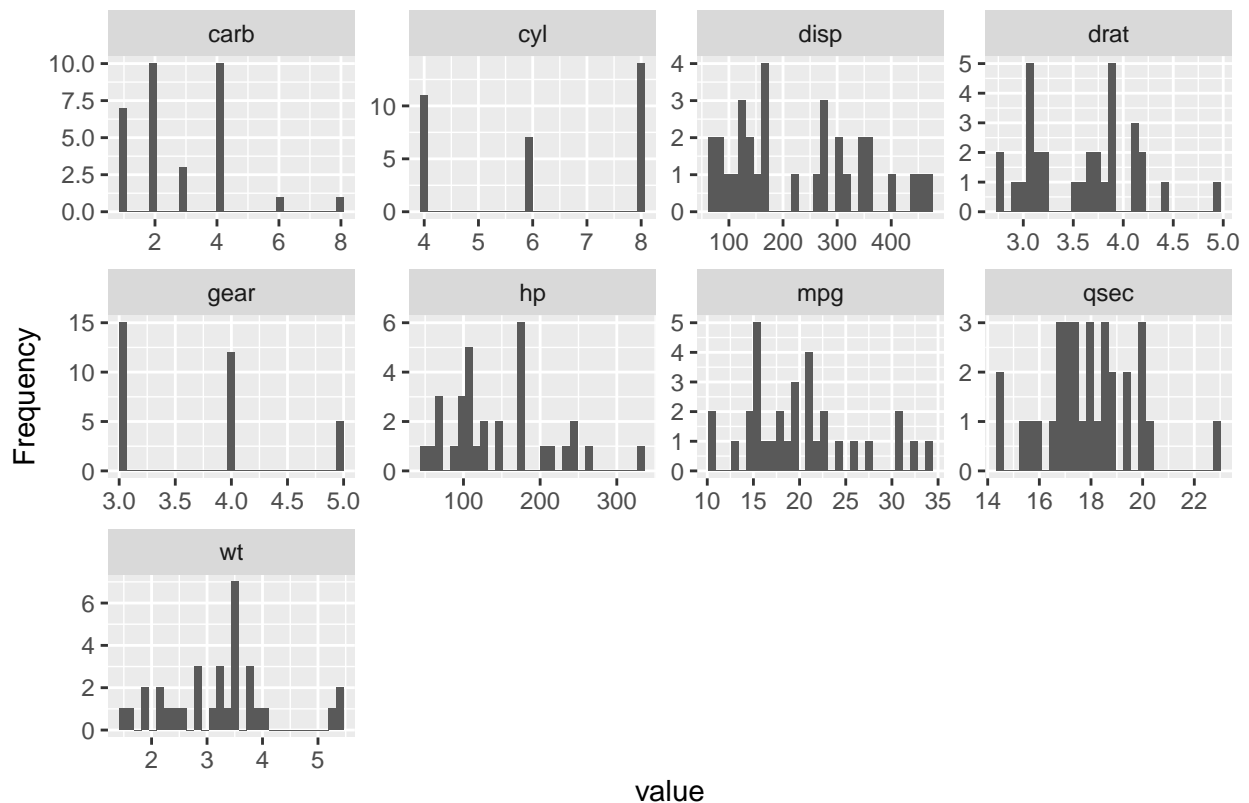 carb cyl disp drat
10.0 7.5 5.0 2.5 0.0
2 4 6 8
10 5 0
4 5 6 7 8
4 3 2 1 0
100 200 300 400
5 4 3 2 1 0
3.0 3.5 4.0 4.5 5.0
gear hp mpg qsec
15 10 5 0
3.0 3.5 4.0 4.5 5.0
6 4 2 0
100 200 300
5 4 3 2 1 0
10 15 20 25 30 35
3 2 1 0
14 16 18 20 22
wt
6 4 2 0
2 3 4 5
Frequency
value